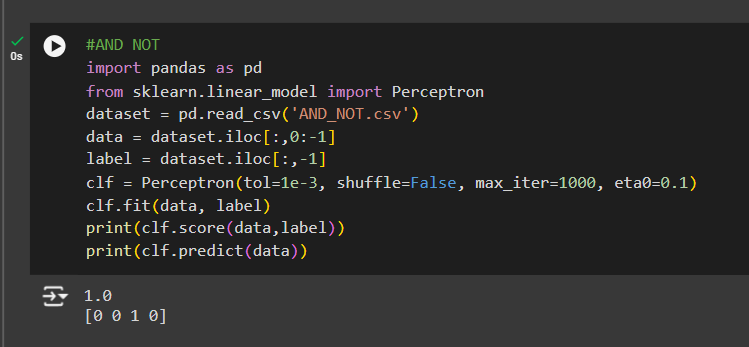 0s
#AND NOT
import pandas as pd
from sklearn.linear_model import Perceptron
dataset = pd.read_csv('AND_NOT.csv')
data = dataset.iloc[:,0:-1]
label = dataset.iloc[:,-1]
clf = Perceptron(tol=1e-3, shuffle=False, max_iter=1000, eta0=0.1)
clf.fit(data, label)
print(clf.score(data,label))
print(clf.predict(data))
1.0
[0 0 1 0]